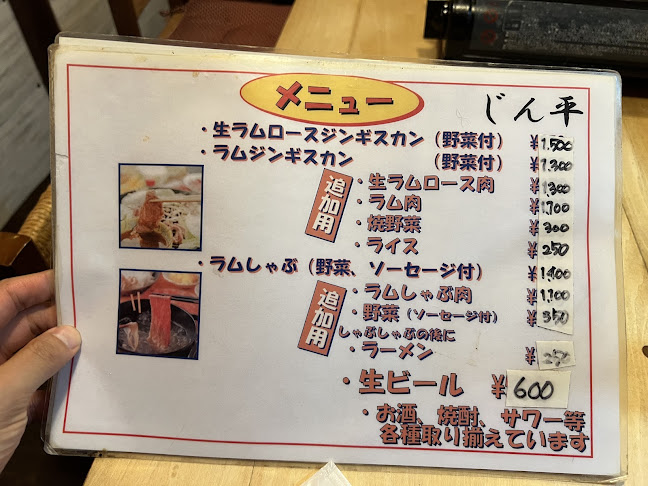 メニュー
じん平
・生ラムロースジンギスカン（野菜付） ¥1,500
・ラムジンギスカン （野菜付） ¥1,300
追加用
・生ラムロース肉 ¥1,300
・ラム肉 ¥1,100
・焼野菜 ¥300
・ライス ¥250
・ラムしゃぶ（野菜、ソーセージ付） ¥1,400
追加用
・ラムしゃぶ肉 ¥1,100
・野菜（ソーセージ付） ¥350
しゃぶしゃぶの後に
・ラーメン ¥250
・生ビール ¥600
・お酒、焼酎、サワー等
各種取り揃えています